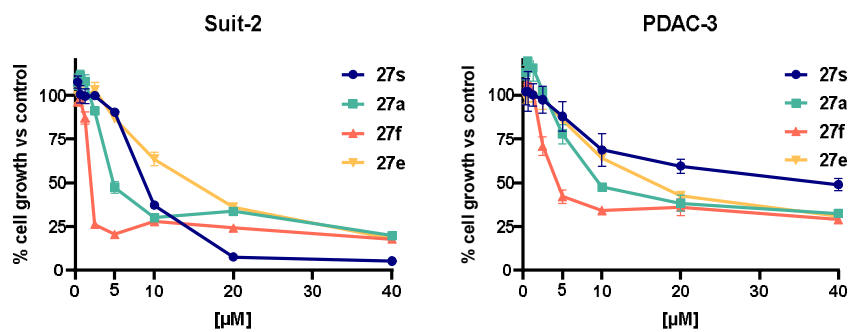 Suit-2
% cell growth vs control
100
75
50
25
0
0
5
10
20
30
40
[µM]
27s
27a
27f
27e
PDAC-3
% cell growth vs control
100
75
50
25
0
0
5
10
20
30
40
[µM]
27s
27a
27f
27e